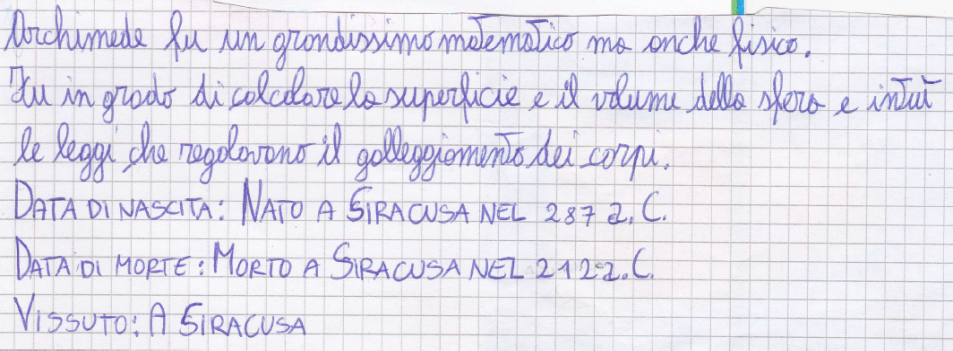 Archimede fu un grandissimo matematico ma anche fisico.
Fu in grado di calcolare la superficie e il volume della sfera e intuì
le leggi che regolavano il galleggiamento dei corpi.
DATA DI NASCITA: NATO A SIRACUSA NEL 287 a.C.
DATA DI MORTE: MORTO A SIRACUSA NEL 212 a.C.
VISSUTO: A SIRACUSA